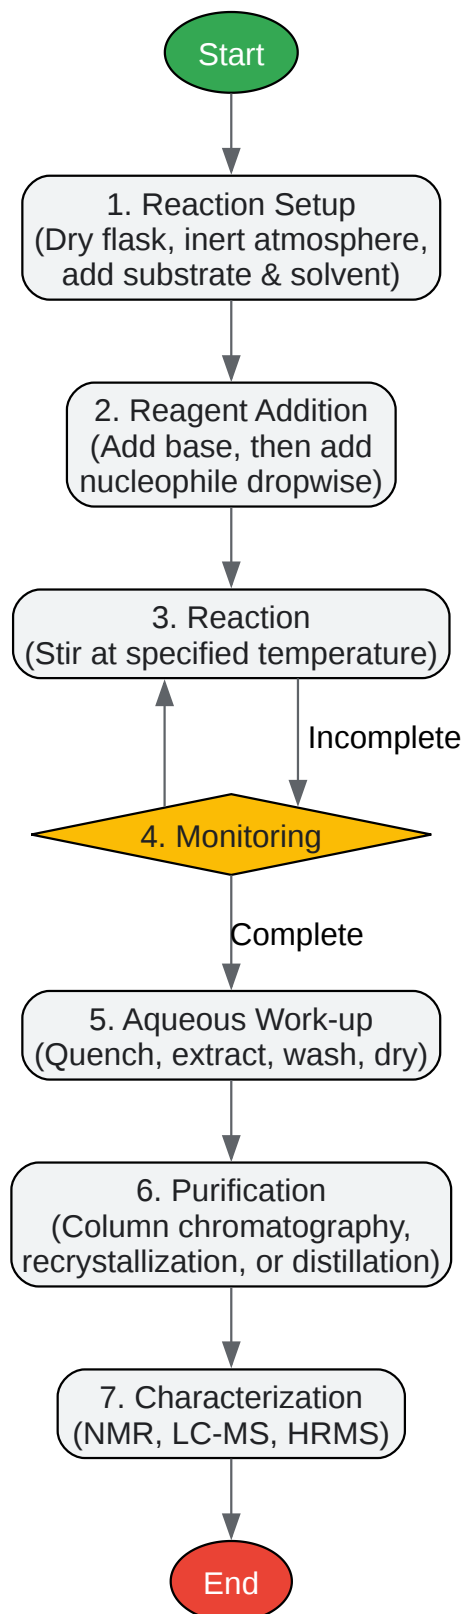 Start
1. Reaction Setup
(Dry flask, inert atmosphere,
add substrate & solvent)
2. Reagent Addition
(Add base, then add
nucleophile dropwise)
3. Reaction
(Stir at specified temperature)
Incomplete
4. Monitoring
Complete
5. Aqueous Work-up
(Quench, extract, wash, dry)
6. Purification
(Column chromatography,
recrystallization, or distillation)
7. Characterization
(NMR, LC-MS, HRMS)
End